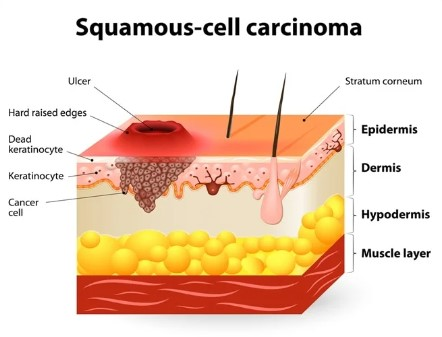 Squamous-cell carcinoma
Ulcer
Stratum corneum
Hard raised edges
Epidermis
Dead
keratinocyte
Dermis
Keratinocyte
Cancer
cell
Hypodermis
Muscle layer